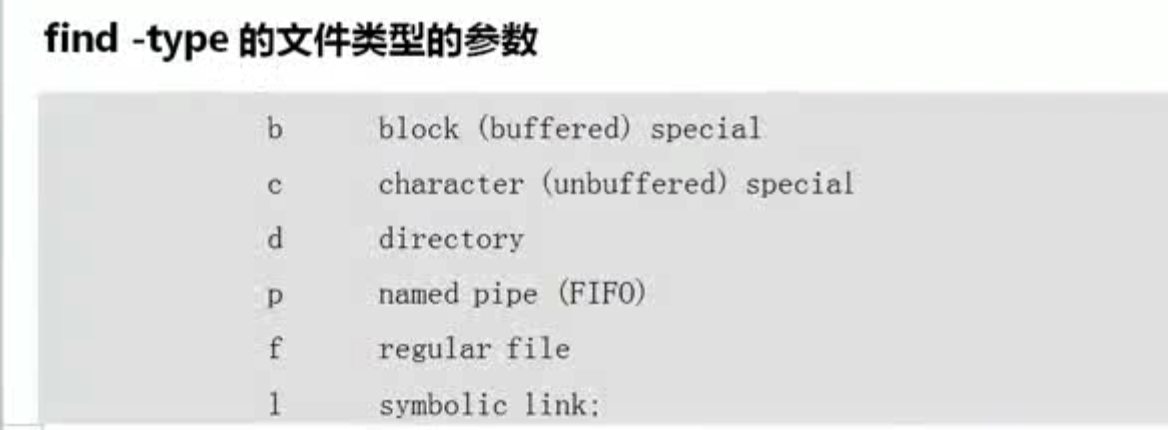 find -type 的文件类型的参数
b block (buffered) special
c character (unbuffered) special
d directory
p named pipe (FIFO)
f regular file
l symbolic link;